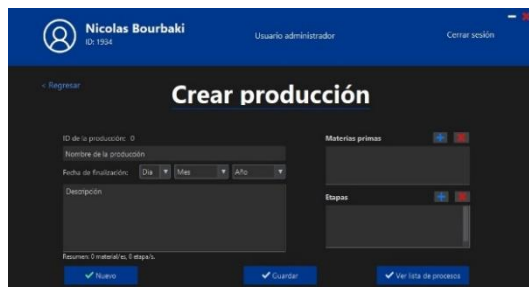 Nicolas Bourbaki
ID: 1934
Usuario administrador
Cerrar sesión
< Regresar
Crear producción
ID de la producción: 0
Nombre de la producción
Fecha de finalización: Día Mes Año
Descripción
Resumen: 0 material/es, 0 etapa/s.
Materias primas
Etapas
Nuevo
Guardar
Ver lista de procesos